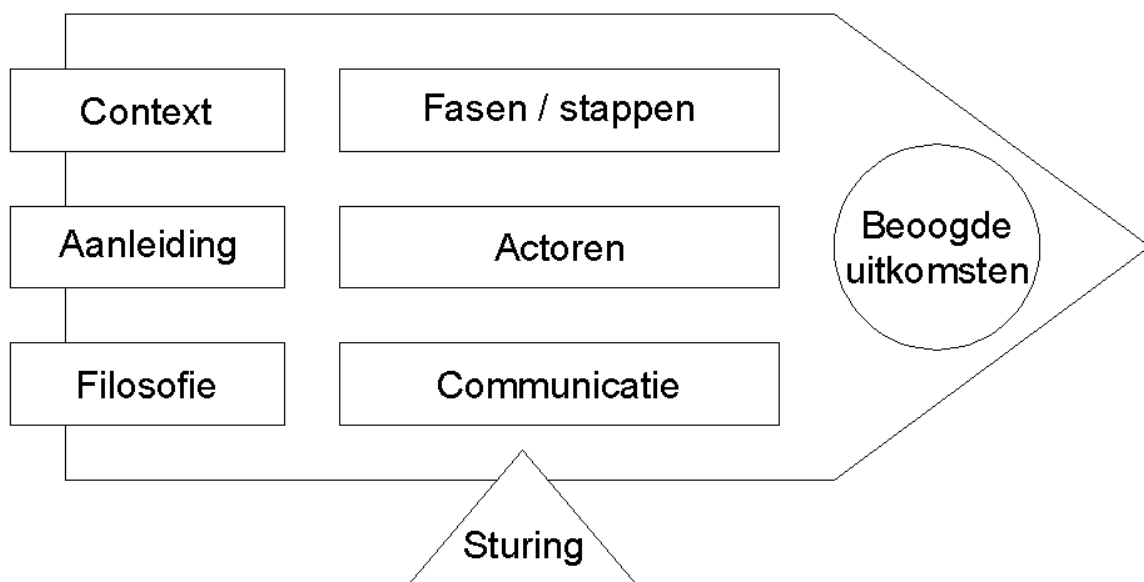 Context
Fasen / stappen
Aanleiding
Actoren
Beoogde
uitkomsten
Filosofie
Communicatie
Sturing